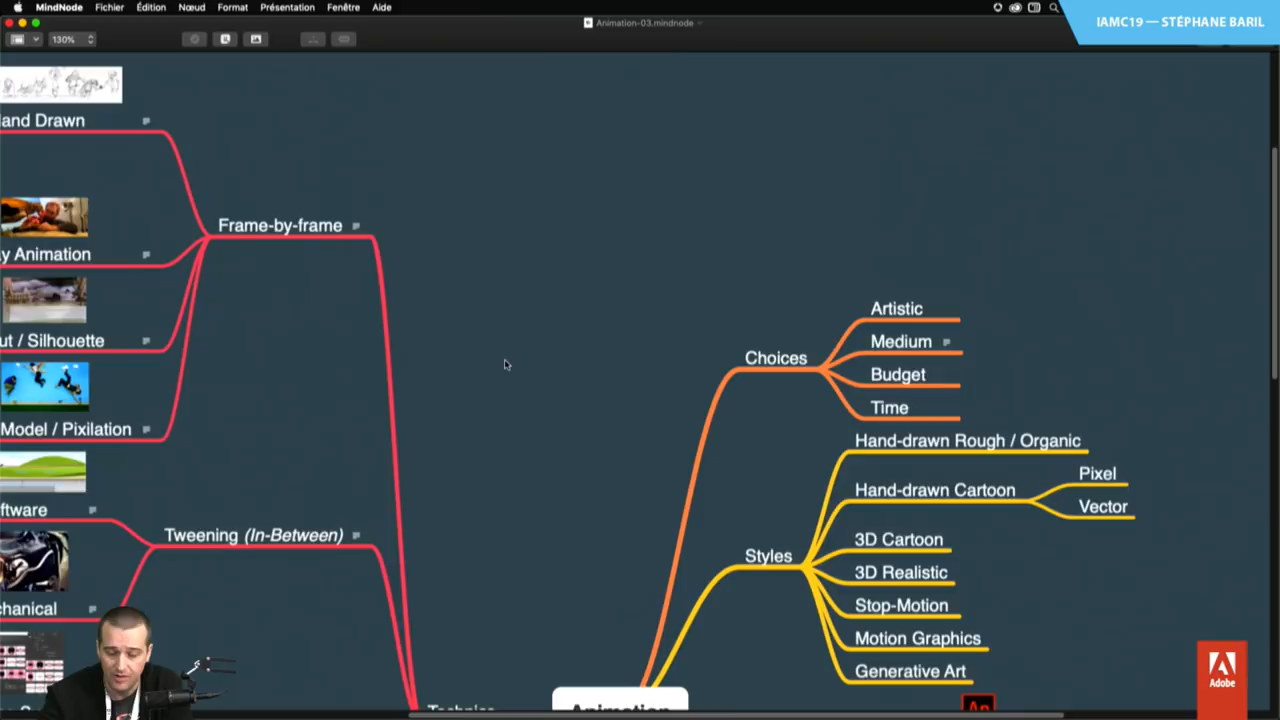 MindNode Fichier Édition Nœud Format Présentation Fenêtre Aide
Animation-03.mindnode
IAMC19 — STÉPHANE BARIL
130%
Hand Drawn
Frame-by-frame
Animation
ut / Silhouette
Model / Pixilation
ftware
Tweening (In-Between)
chanical
Artistic
Choices
Medium
Budget
Time
Hand-drawn Rough / Organic
Hand-drawn Cartoon
Pixel
Vector
3D Cartoon
Styles
3D Realistic
Stop-Motion
Motion Graphics
Generative Art
Animation
An
Adobe